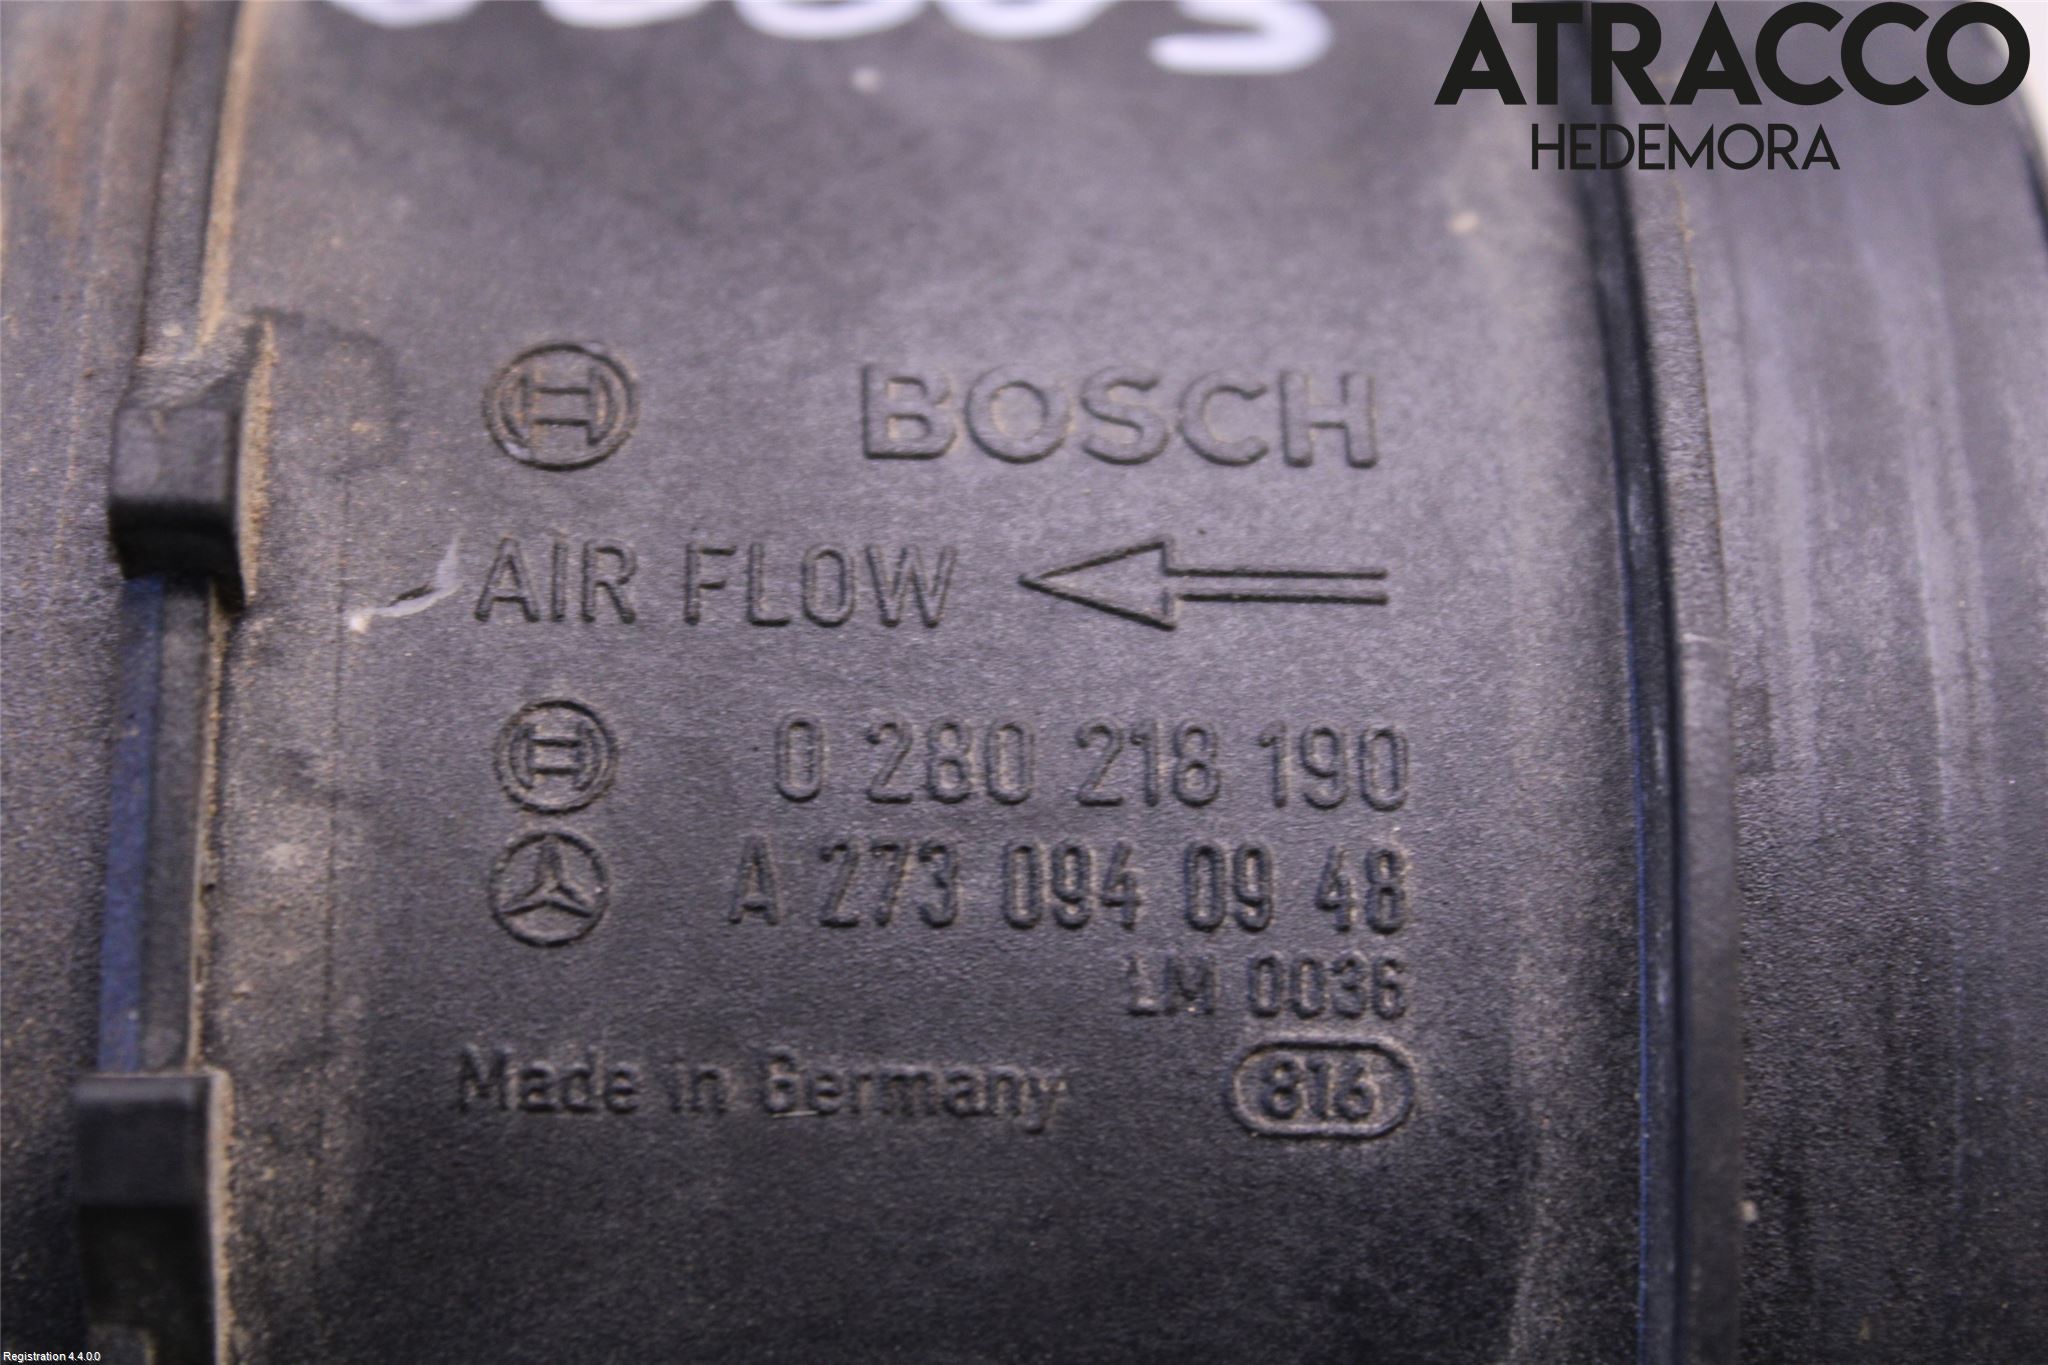 ATRACCO
HEDEMORA
BOSCH
AIR FLOW
0 280 218 190
A 273 094 09 48
LM 0036
Made in Germany 816
Registration 4.4.0.0